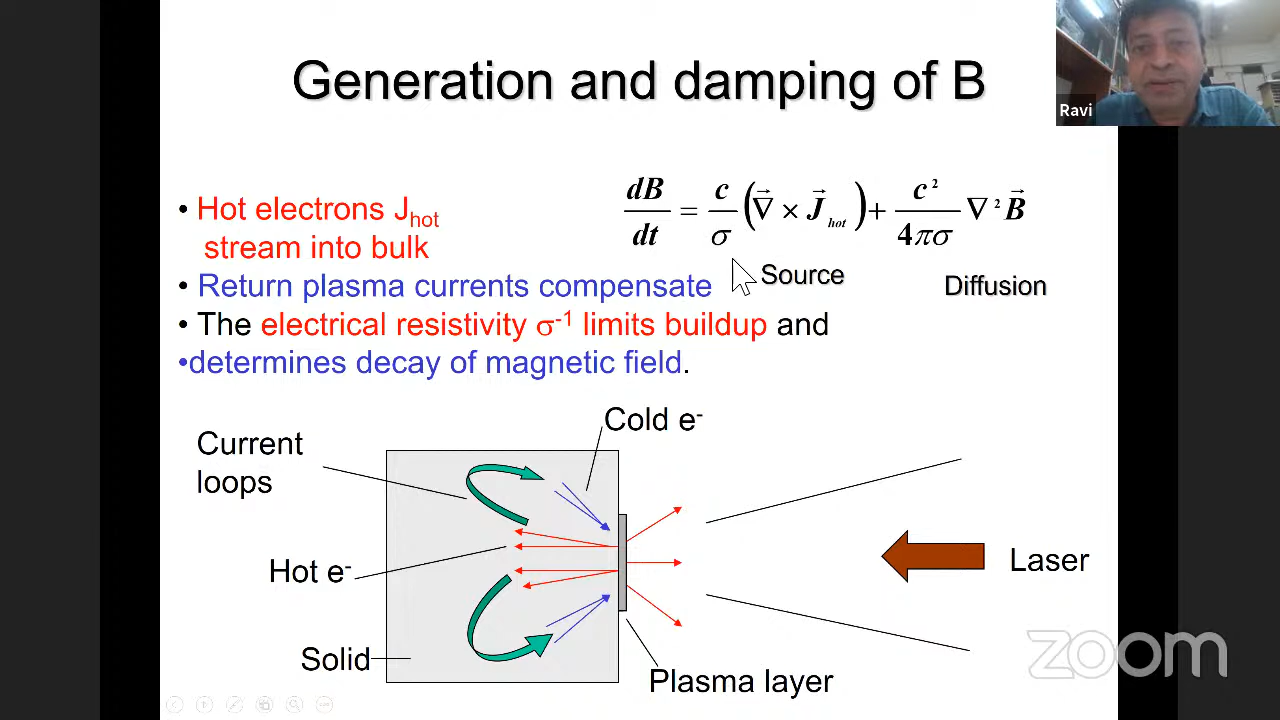 Generation and damping of B
Ravi
• Hot electrons J_hot
stream into bulk
• Return plasma currents compensate
• The electrical resistivity σ⁻¹ limits buildup and
•determines decay of magnetic field.
dB/dt = c/σ (∇⃗ × J⃗_hot) + c²/4πσ ∇² B⃗
Source
Diffusion
Cold e⁻
Current
loops
Hot e⁻
Laser
Solid
Plasma layer
zoom